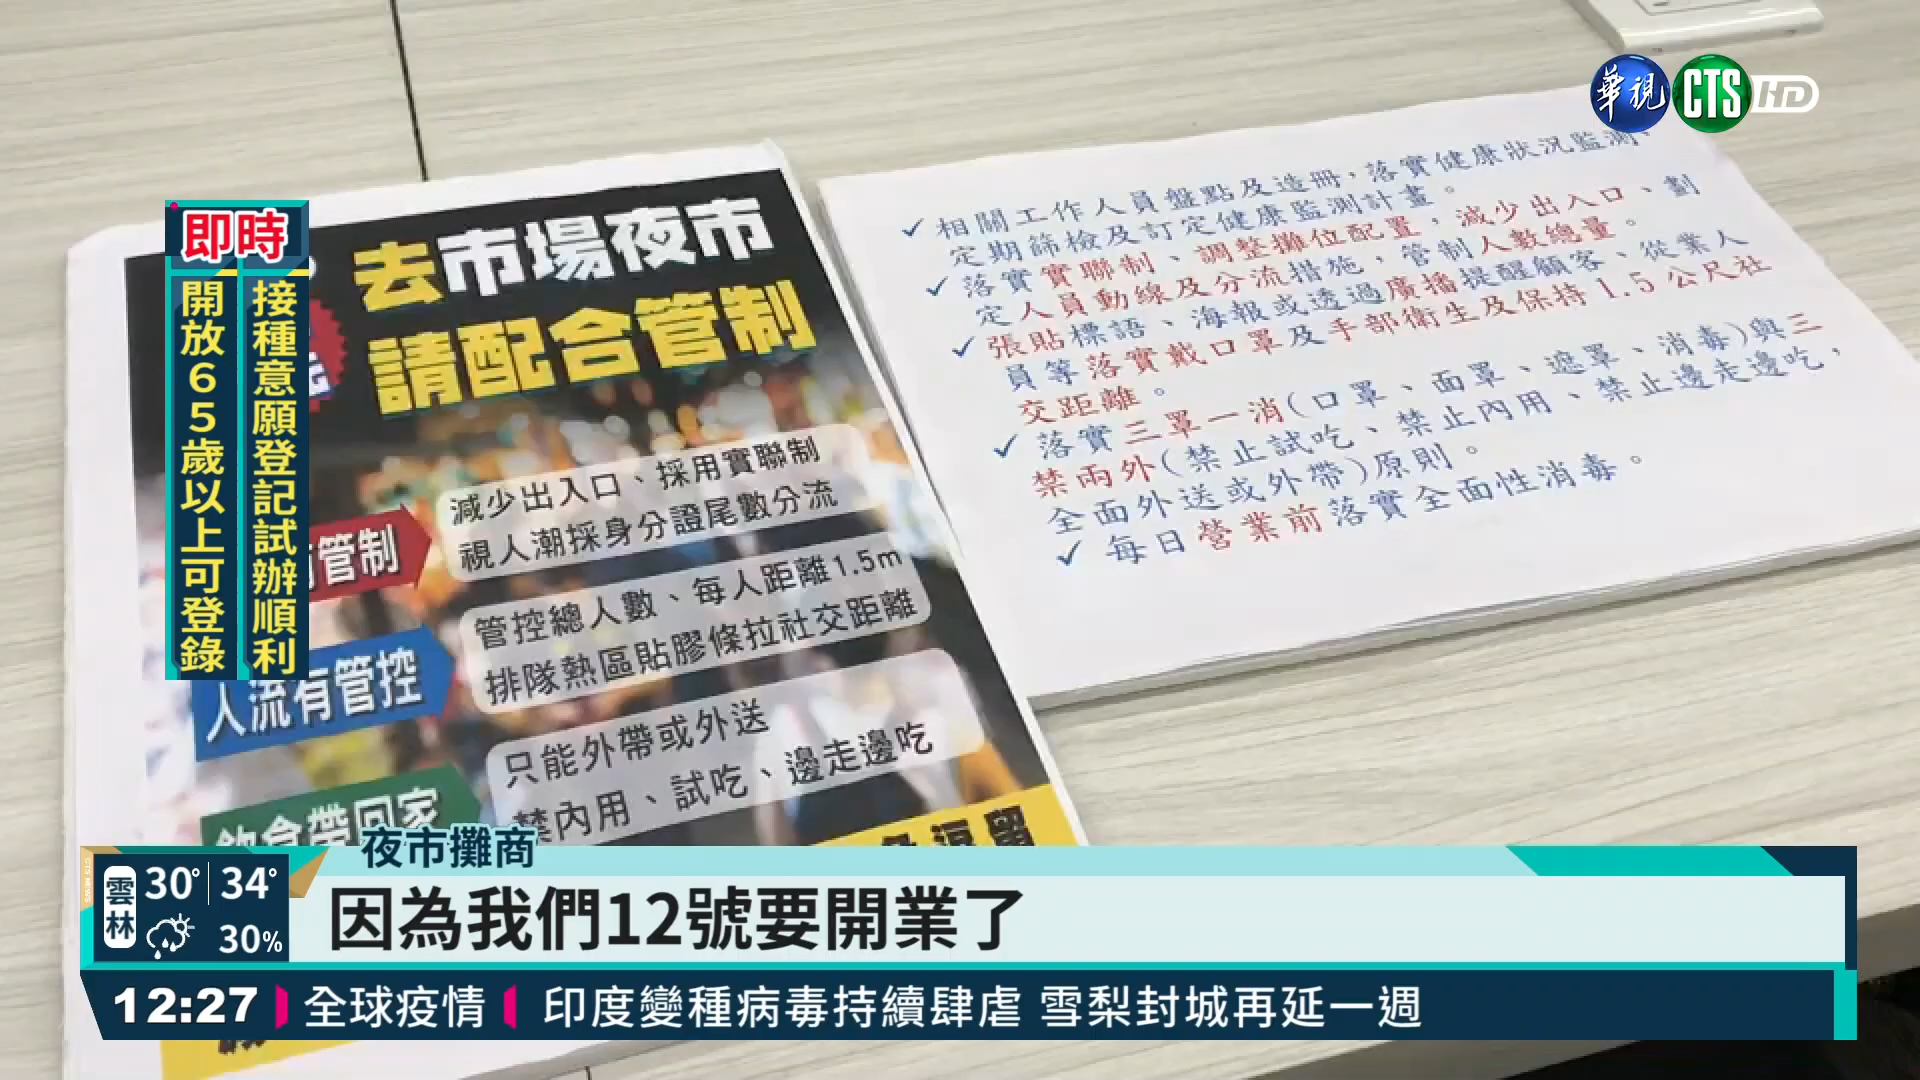 華視 CTS HD
即時
接種意願登記試辦順利
開放65歲以上可登錄
去市場夜市
請配合管制
管制
減少出入口、採用實聯制
視人潮採身分證尾數分流
人流有管控
管控總人數、每人距離1.5m
排隊熱區貼膠條拉社交距離
飲食帶回家
只能外帶或外送
禁內用、試吃、邊走邊吃
✓相關工作人員盤點及造冊,落實健康狀況監測、
定期篩檢及訂定健康監測計畫。
✓落實實聯制、調整攤位配置,減少出入口、劃
定人員動線及分流措施,管制人數總量。
✓張貼標語、海報或透過廣播提醒顧客、從業人
員等落實戴口罩及手部衛生及保持1.5公尺社
交距離。
✓落實三罩一消(口罩、面罩、遮罩、消毒)與三
禁兩外(禁止試吃、禁止內用、禁止邊走邊吃,
全面外送或外帶)原則。
✓每日營業前落實全面性消毒。
夜市攤商
因為我們12號要開業了
雲林 30° 34°
30%
12:27 全球疫情 印度變種病毒持續肆虐 雪梨封城再延一週